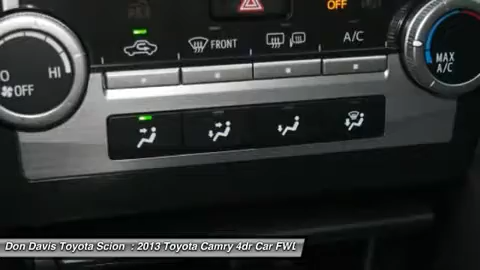 OFF
FRONT
A/C
O
HI
OFF
MAX
A/C
Don Davis Toyota Scion : 2013 Toyota Camry 4dr Car FWD